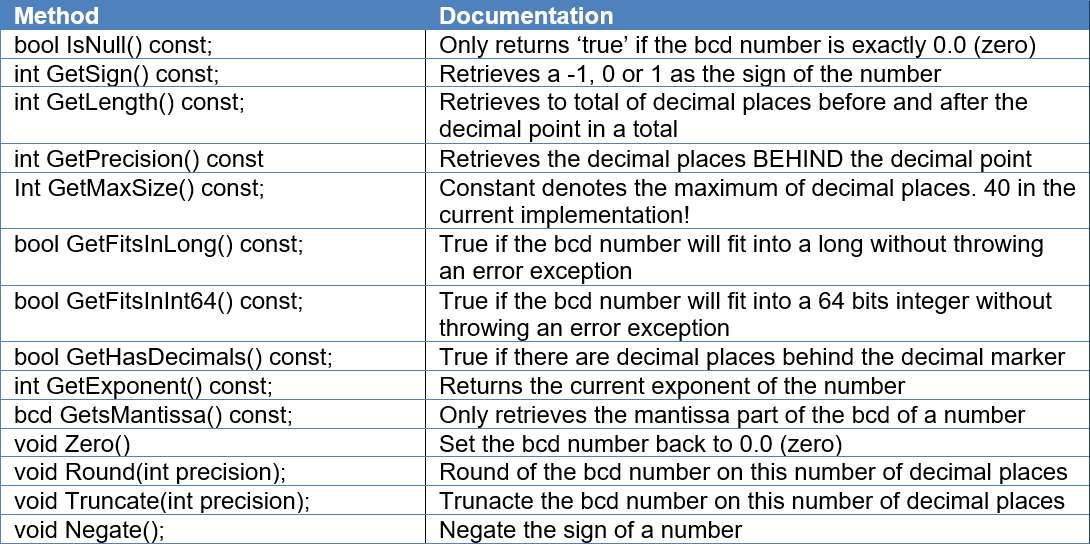 Method Documentation
bool IsNull() const; Only returns ‘true’ if the bcd number is exactly 0.0 (zero)
int GetSign() const; Retrieves a -1, 0 or 1 as the sign of the number
int GetLength() const; Retrieves to total of decimal places before and after the
decimal point in a total
int GetPrecision() const Retrieves the decimal places BEHIND the decimal point
Int GetMaxSize() const; Constant denotes the maximum of decimal places. 40 in the
current implementation!
bool GetFitsInLong() const; True if the bcd number will fit into a long without throwing
an error exception
bool GetFitsInInt64() const; True if the bcd number will fit into a 64 bits integer without
throwing an error exception
bool GetHasDecimals() const; True if there are decimal places behind the decimal marker
int GetExponent() const; Returns the current exponent of the number
bcd GetsMantissa() const; Only retrieves the mantissa part of the bcd of a number
void Zero() Set the bcd number back to 0.0 (zero)
void Round(int precision); Round of the bcd number on this number of decimal places
void Truncate(int precision); Trunacte the bcd number on this number of decimal places
void Negate(); Negate the sign of a number